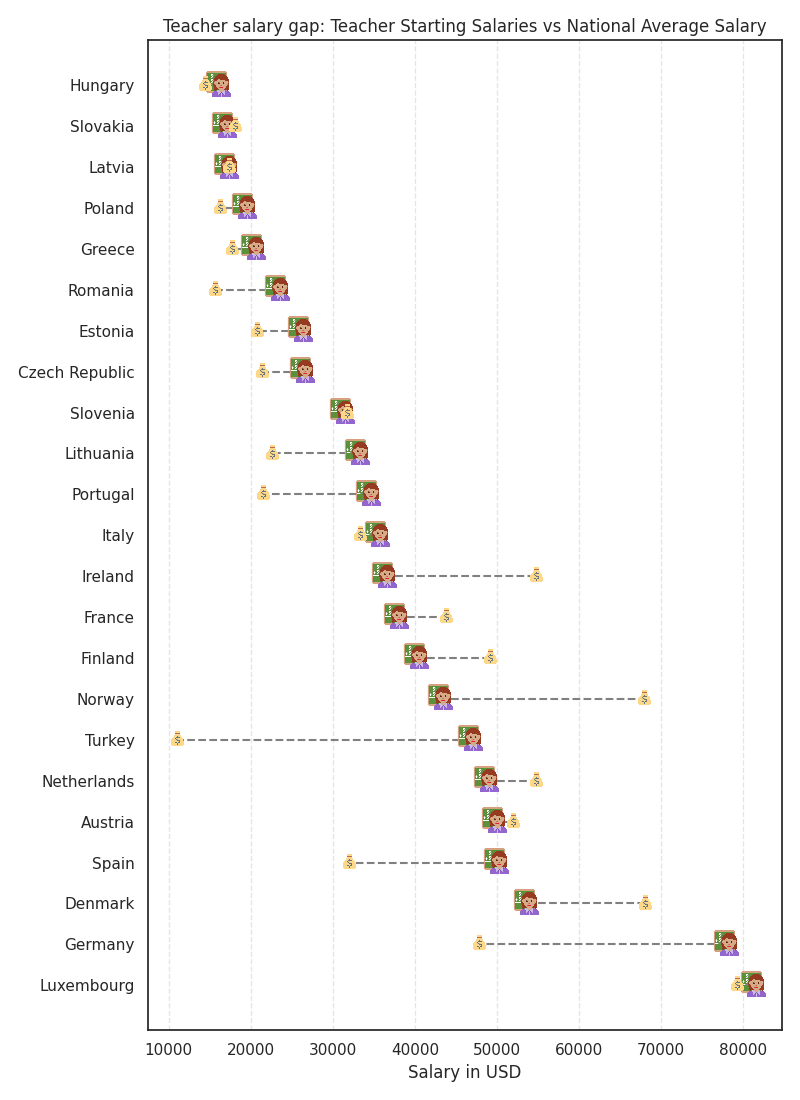 Teacher salary gap: Teacher Starting Salaries vs National Average Salary
Hungary
Slovakia
Latvia
Poland
Greece
Romania
Estonia
Czech Republic
Slovenia
Lithuania
Portugal
Italy
Ireland
France
Finland
Norway
Turkey
Netherlands
Austria
Spain
Denmark
Germany
Luxembourg
10000 20000 30000 40000 50000 60000 70000 80000
Salary in USD